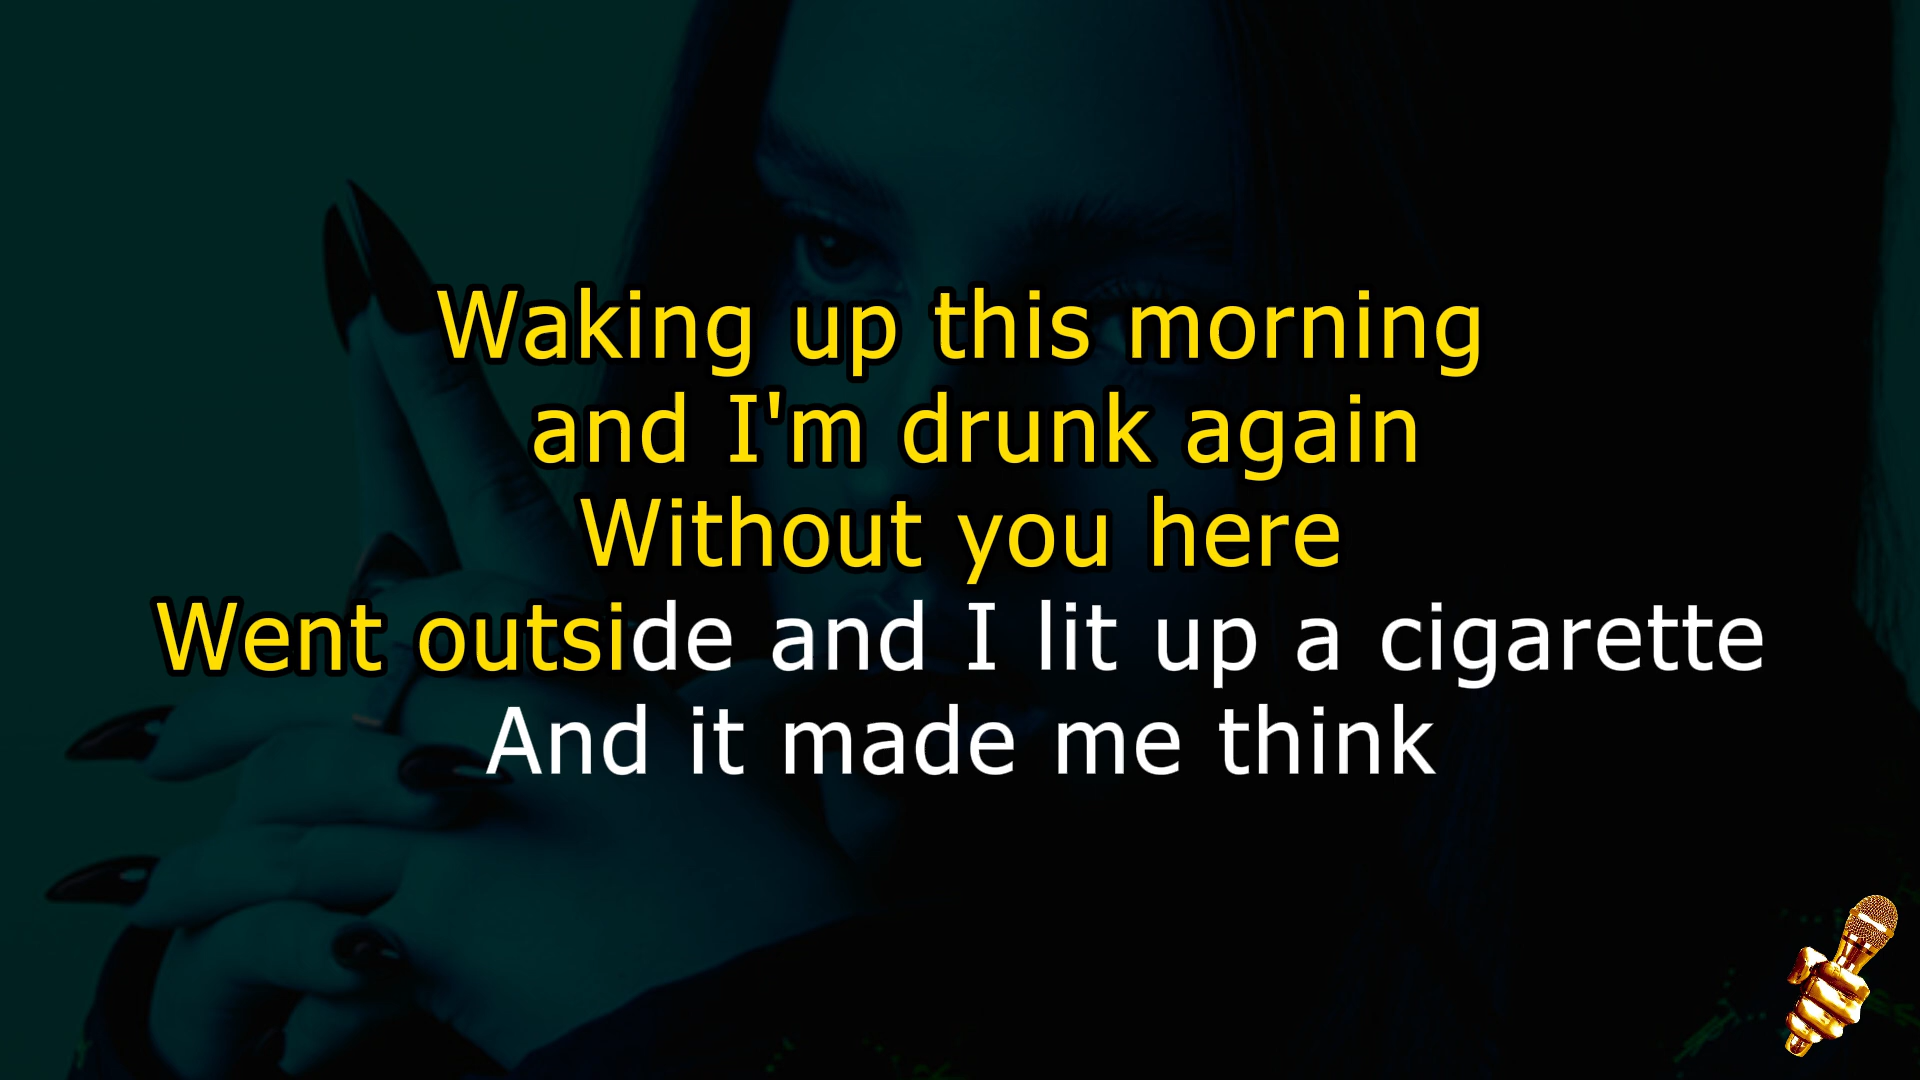 Waking up this morning
and I'm drunk again
Without you here
Went outside and I lit up a cigarette
And it made me think